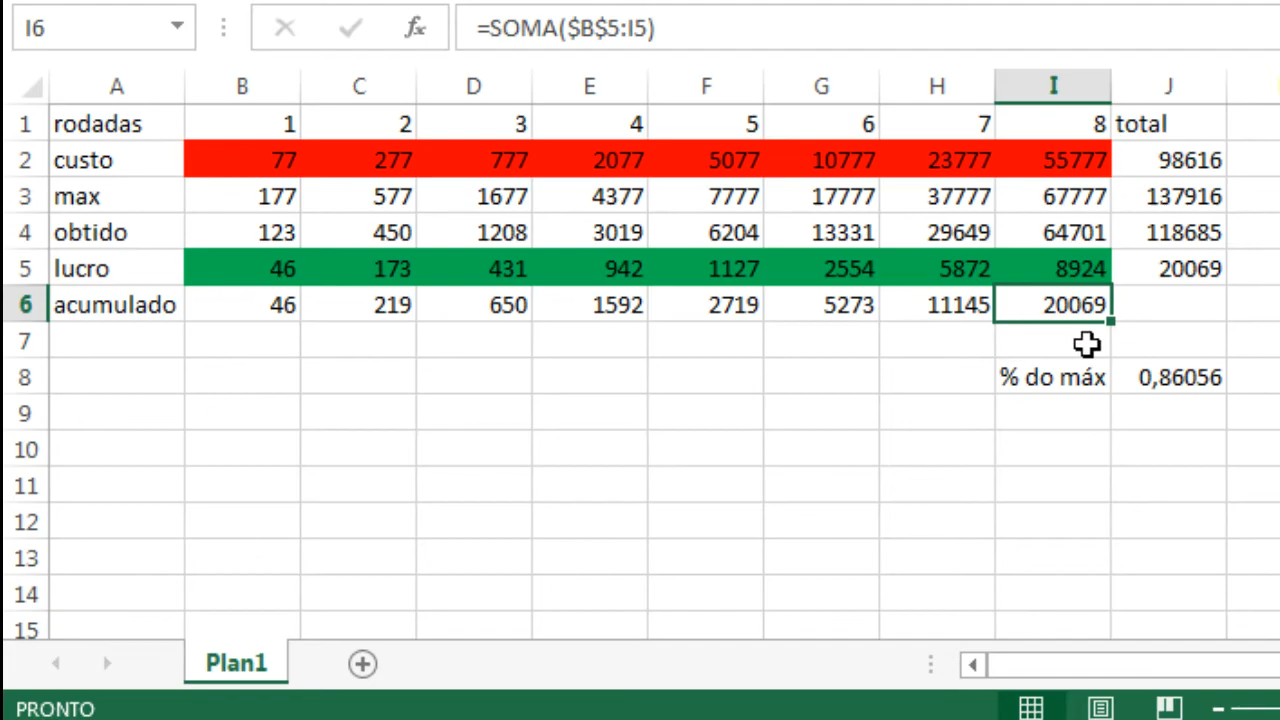 I6 fx =SOMA($B$5:I5)
A B C D E F G H I J
1 rodadas 1 2 3 4 5 6 7 8 total
2 custo 77 277 777 2077 5077 10777 23777 55777 98616
3 max 177 577 1677 4377 7777 17777 37777 67777 137916
4 obtido 123 450 1208 3019 6204 13331 29649 64701 118685
5 lucro 46 173 431 942 1127 2554 5872 8924 20069
6 acumulado 46 219 650 1592 2719 5273 11145 20069
7
8 % do máx 0,86056
9
10
11
12
13
14
15
Plan1
PRONTO